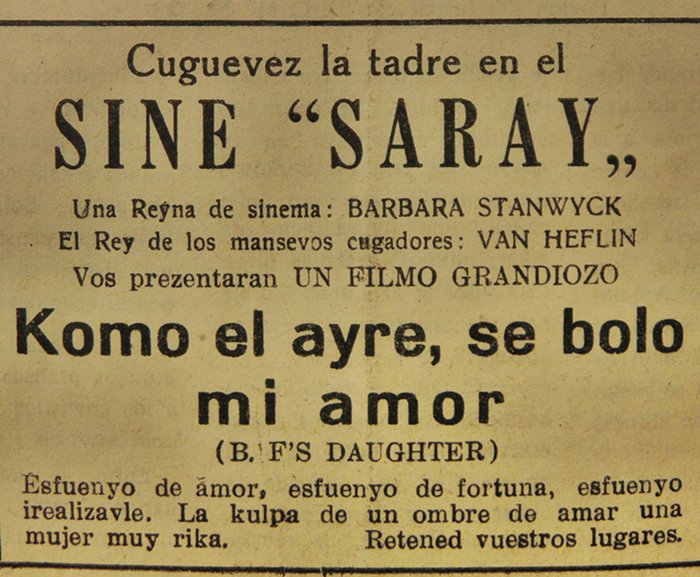 Cuguevez la tadre en el
SINE “SARAY„
Una Reyna de sinema: BARBARA STANWYCK
El Rey de los mansevos cugadores: VAN HEFLIN
Vos prezentaran UN FILMO GRANDIOZO
Komo el ayre, se bolo
mi amor
(B. F'S DAUGHTER)
Esfuenyo de amor, esfuenyo de fortuna, esfuenyo
irealizavle. La kulpa de un ombre de amar una
mujer muy rika. Retened vuestros lugares.